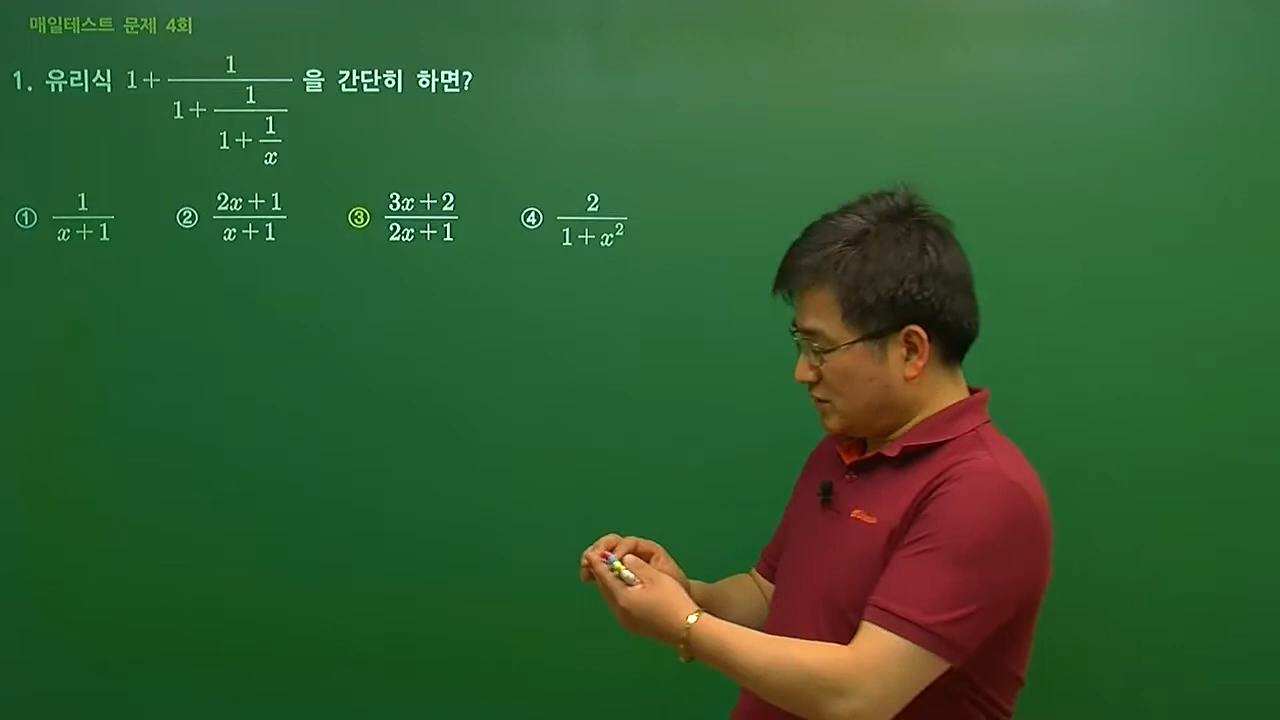 매일테스트 문제 4회
1. 유리식 1+1/(1+1/(1+1/x)) 을 간단히 하면?
① 1/(x+1) ② (2x+1)/(x+1) ③ (3x+2)/(2x+1) ④ 2/(1+x²)